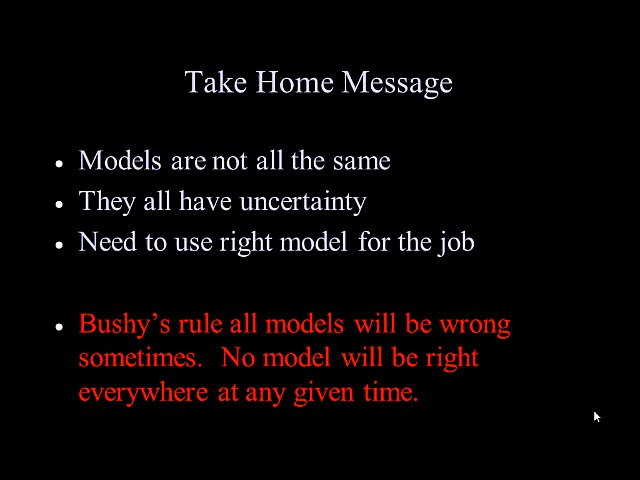 Take Home Message
• Models are not all the same
• They all have uncertainty
• Need to use right model for the job
• Bushy’s rule all models will be wrong
sometimes.  No model will be right
everywhere at any given time.